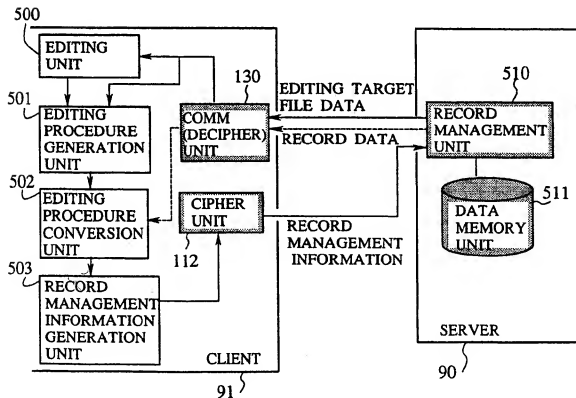 500
EDITING
UNIT
501
EDITING
PROCEDURE
GENERATION
UNIT
502
EDITING
PROCEDURE
CONVERSION
UNIT
503
RECORD
MANAGEMENT
INFORMATION
GENERATION
UNIT
130
COMM
(DECIPHER)
UNIT
CIPHER
UNIT
112
CLIENT
91
EDITING TARGET
FILE DATA
RECORD DATA
RECORD
MANAGEMENT
INFORMATION
510
RECORD
MANAGEMENT
UNIT
511
DATA
MEMORY
UNIT
SERVER
90